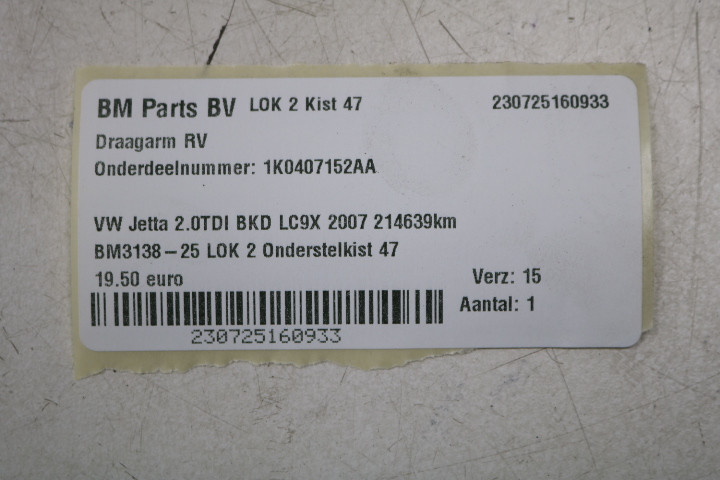 BM Parts BV LOK 2 Kist 47 230725160933
Draagarm RV
Onderdeelnummer: 1K0407152AA
VW Jetta 2.0TDI BKD LC9X 2007 214639km
BM3138-25 LOK 2 Onderstelkist 47
19.50 euro Verz: 15
Aantal: 1
230725160933